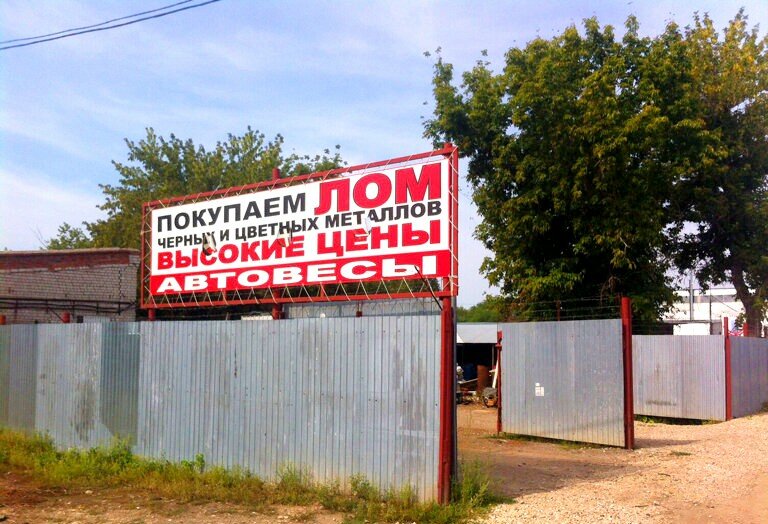 ПОКУПАЕМ ЛОМ
ЧЕРНЫХ И ЦВЕТНЫХ МЕТАЛЛОВ
ВЫСОКИЕ ЦЕНЫ
АВТОВЕСЫ